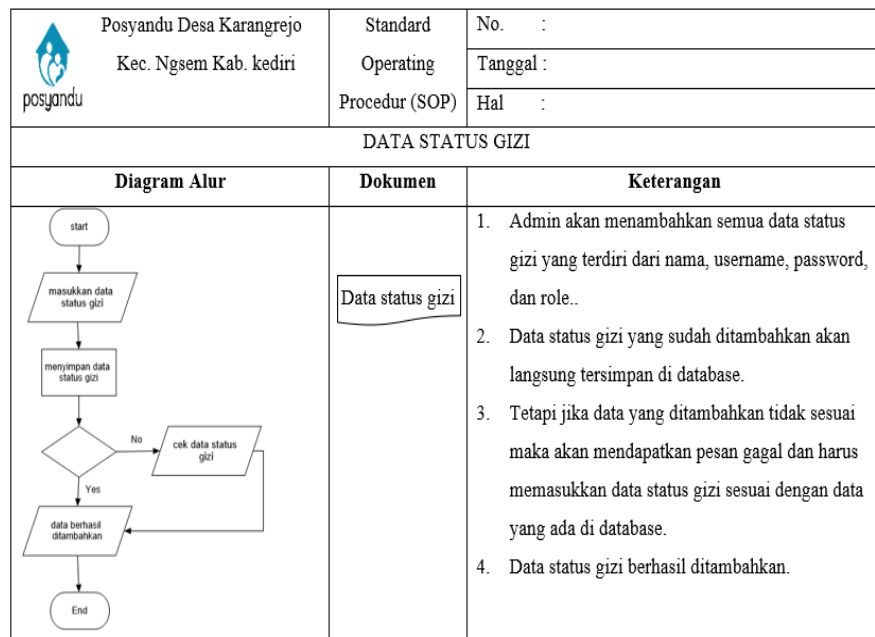 posyandu
Posyandu Desa Karangrejo
Kec. Ngsem Kab. kediri
Standard
Operating
Procedur (SOP)
No. :
Tanggal :
Hal :
DATA STATUS GIZI
Diagram Alur
Dokumen
Keterangan
start
masukkan data
status gizi
menyimpan data
status gizi
No
cek data status
gizi
Yes
data berhasil
ditambahkan
End
Data status gizi
1. Admin akan menambahkan semua data status
gizi yang terdiri dari nama, username, password,
dan role..
2. Data status gizi yang sudah ditambahkan akan
langsung tersimpan di database.
3. Tetapi jika data yang ditambahkan tidak sesuai
maka akan mendapatkan pesan gagal dan harus
memasukkan data status gizi sesuai dengan data
yang ada di database.
4. Data status gizi berhasil ditambahkan.